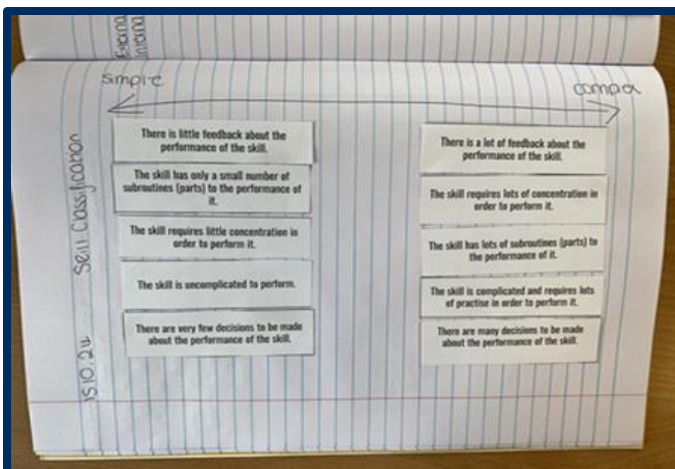 Externa
Interna
Simple
compex
15.10.24 Skill Classification
There is little feedback about the
performance of the skill.
The skill has only a small number of
subroutines (parts) to the performance of
it.
The skill requires little concentration in
order to perform it.
The skill is uncomplicated to perform.
There are very few decisions to be made
about the performance of the skill.
There is a lot of feedback about the
performance of the skill.
The skill requires lots of concentration in
order to perform it.
The skill has lots of subroutines (parts) to
the performance of it.
The skill is complicated and requires lots
of practise in order to perform it.
There are many decisions to be made
about the performance of the skill.